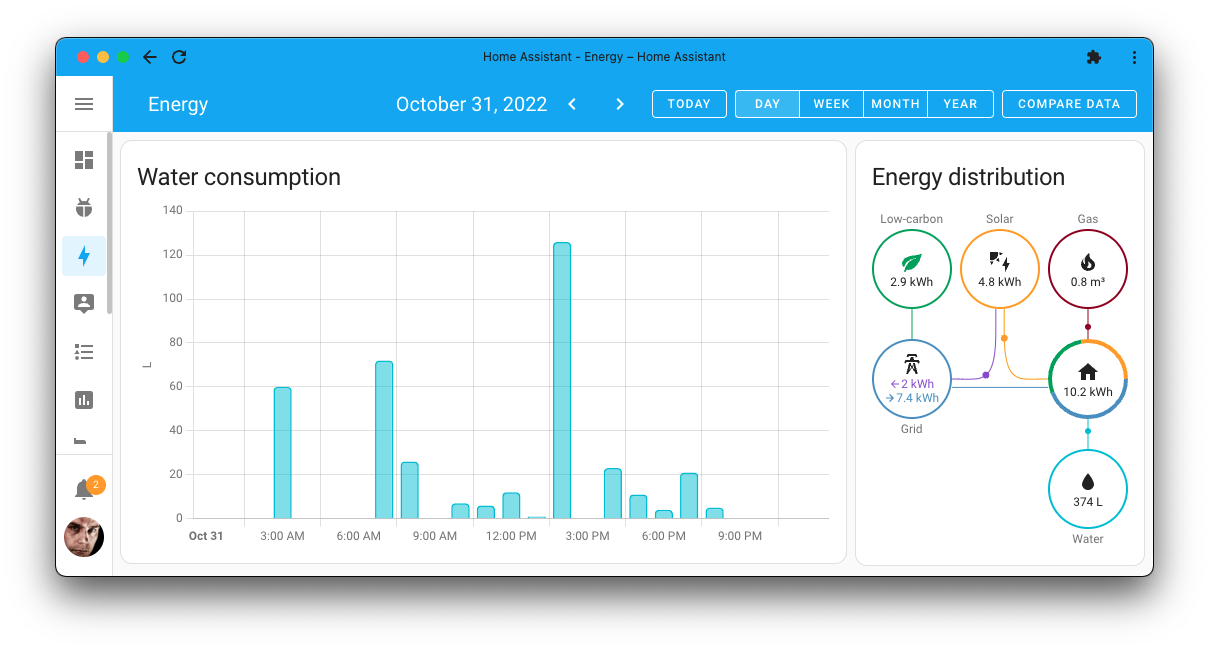 Home Assistant - Energy – Home Assistant
Energy
October 31, 2022
TODAY
DAY
WEEK
MONTH
YEAR
COMPARE DATA
Water consumption
140
120
100
80
60
40
20
0
L
Oct 31
3:00 AM
6:00 AM
9:00 AM
12:00 PM
3:00 PM
6:00 PM
9:00 PM
Energy distribution
Low-carbon
Solar
Gas
2.9 kWh
4.8 kWh
0.8 m³
←2 kWh
→7.4 kWh
10.2 kWh
Grid
374 L
Water
2